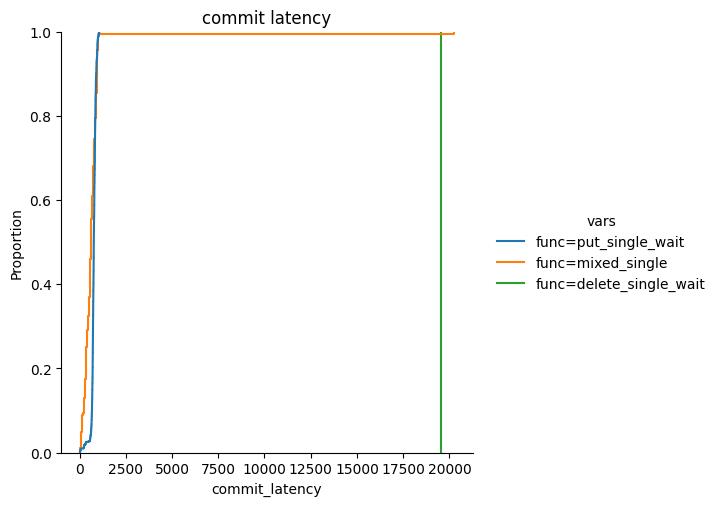 commit latency
1.0
0.8
0.6
0.4
0.2
0.0
Proportion
0 2500 5000 7500 10000 12500 15000 17500 20000
commit_latency
vars
func=put_single_wait
func=mixed_single
func=delete_single_wait